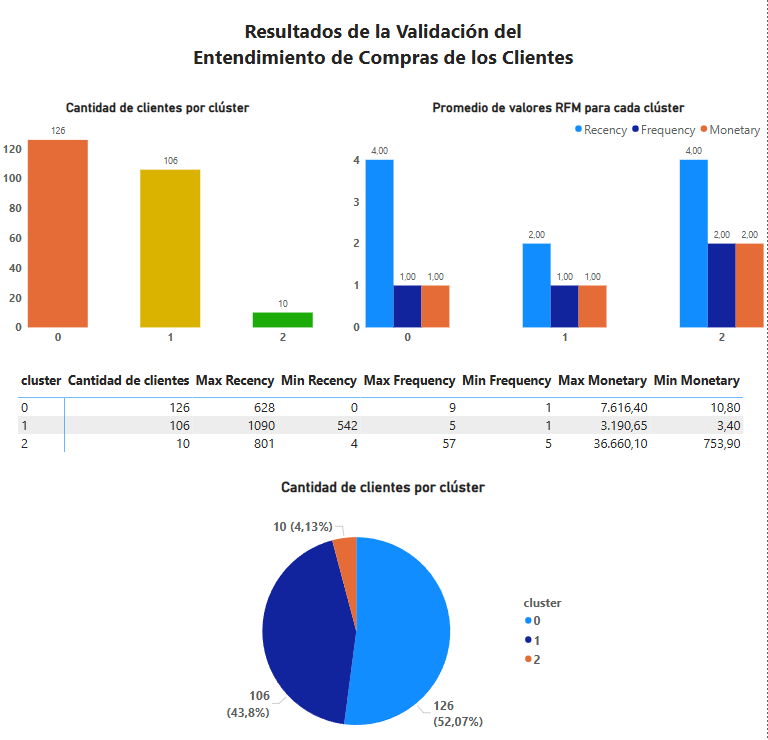 Resultados de la Validación del
Entendimiento de Compras de los Clientes
Cantidad de clientes por clúster
126
106
10
120
100
80
60
40
20
0
0 1 2
Promedio de valores RFM para cada clúster
Recency Frequency Monetary
4,00 1,00 1,00 2,00 1,00 1,00 4,00 2,00 2,00
4
3
2
1
0
0 1 2
cluster Cantidad de clientes Max Recency Min Recency Max Frequency Min Frequency Max Monetary Min Monetary
0 126 628 0 9 1 7.616,40 10,80
1 106 1090 542 5 1 3.190,65 3,40
2 10 801 4 57 5 36.660,10 753,90
Cantidad de clientes por clúster
10 (4,13%)
106
(43,8%)
126
(52,07%)
cluster
0
1
2